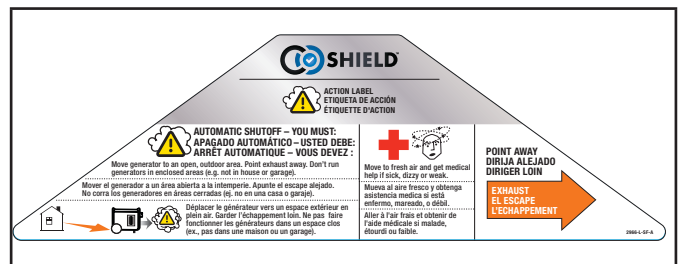 CO SHIELD
ACTION LABEL
ETIQUETA DE ACCIÓN
ÉTIQUETTE D'ACTION
AUTOMATIC SHUTOFF – YOU MUST:
APAGADO AUTOMÁTICO – USTED DEBE:
ARRÊT AUTOMATIQUE – VOUS DEVEZ :
Move generator to an open, outdoor area. Point exhaust away. Don't run
generators in enclosed areas (e.g. not in house or garage).
Mover el generador a un área abierta a la intemperie. Apunte el escape alejado.
No corra los generadores en áreas cerradas (ej. no en una casa o garaje).
Déplacer le générateur vers un espace extérieur en
plein air. Garder l'échappement loin. Ne pas faire
fonctionner les générateurs dans un espace clos
(ex., pas dans une maison ou un garage).
Move to fresh air and get medical
help if sick, dizzy or weak.
Mueva al aire fresco y obtenga
asistencia medica si está
enfermo, mareado, o débil.
Aller à l'air frais et obtenir de
l'aide médicale si malade,
étourdi ou faible.
POINT AWAY
DIRIJA ALEJADO
DIRIGER LOIN
EXHAUST
EL ESCAPE
L'ECHAPPEMENT
2966-L-SF-A